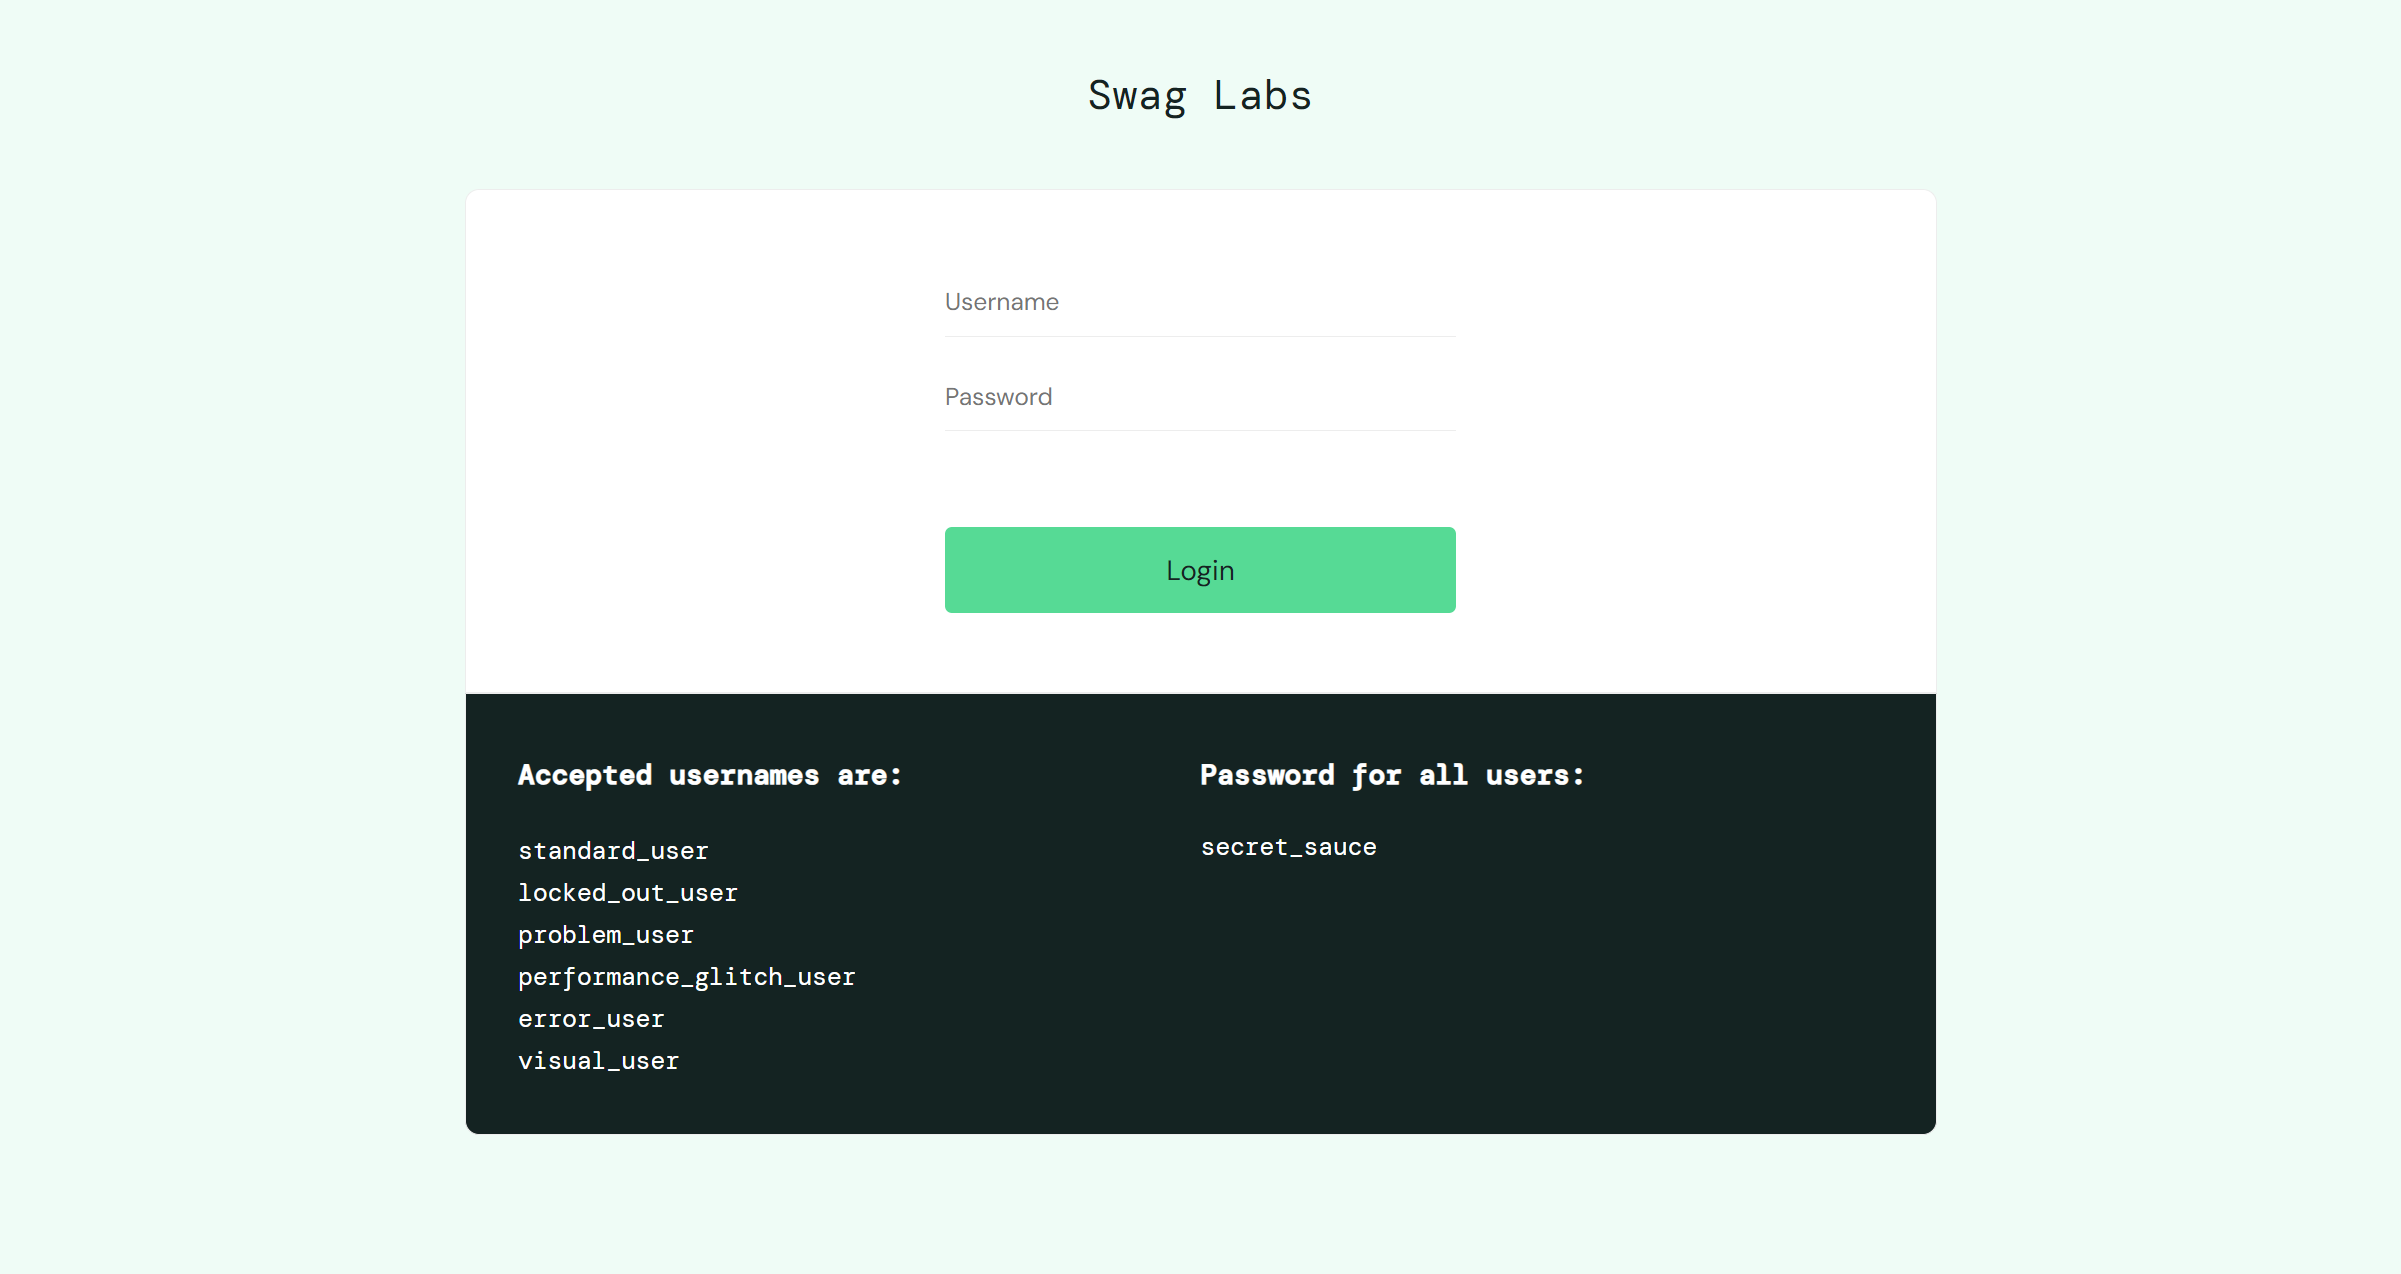 Swag Labs
Username
Password
Login
Accepted usernames are:
standard_user
locked_out_user
problem_user
performance_glitch_user
error_user
visual_user
Password for all users:
secret_sauce